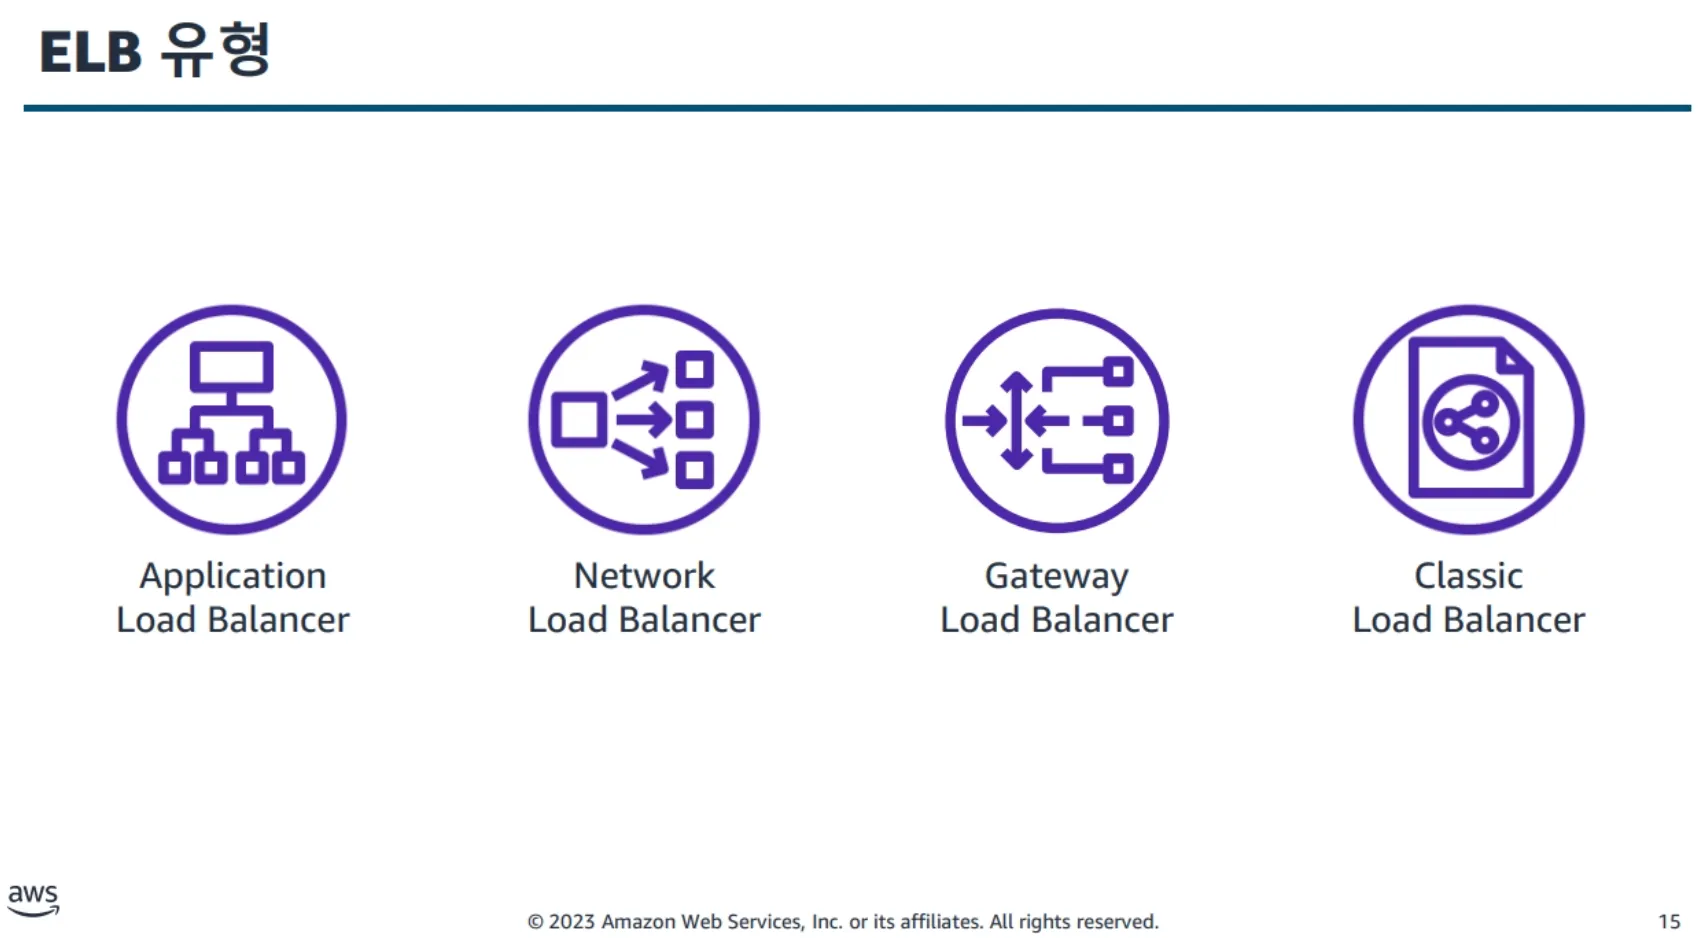 ELB 유형
Application
Load Balancer
Network
Load Balancer
Gateway
Load Balancer
Classic
Load Balancer
aws
© 2023 Amazon Web Services, Inc. or its affiliates. All rights reserved.
15